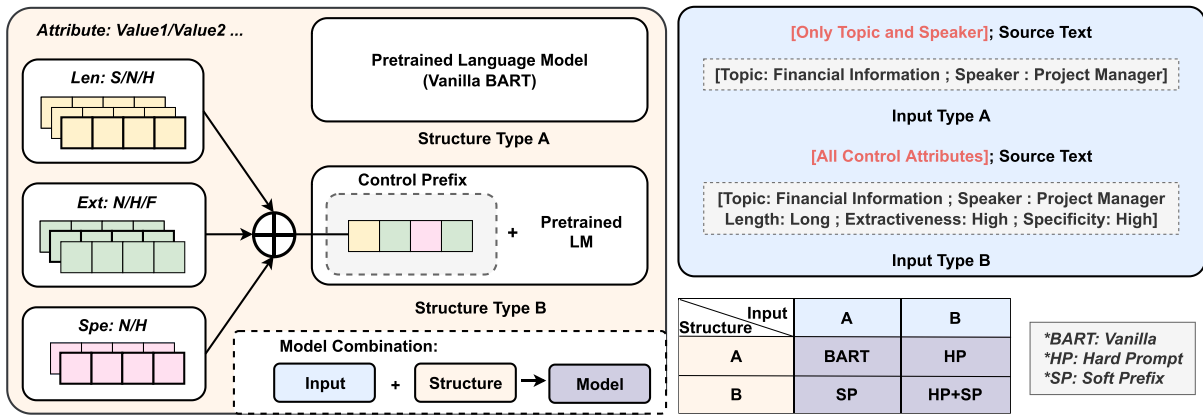 Attribute: Value1/Value2 ...
Len: S/N/H
Ext: N/H/F
Spe: N/H
Pretrained Language Model
(Vanilla BART)
Structure Type A
Control Prefix
+
Pretrained
LM
Structure Type B
Model Combination:
Input + Structure Model
[Only Topic and Speaker]; Source Text
[Topic: Financial Information ; Speaker : Project Manager]
Input Type A
[All Control Attributes]; Source Text
[Topic: Financial Information ; Speaker : Project Manager
Length: Long ; Extractiveness: High ; Specificity: High]
Input Type B
Input
Structure
A B
A BART HP
B SP HP+SP
*BART: Vanilla
*HP: Hard Prompt
*SP: Soft Prefix